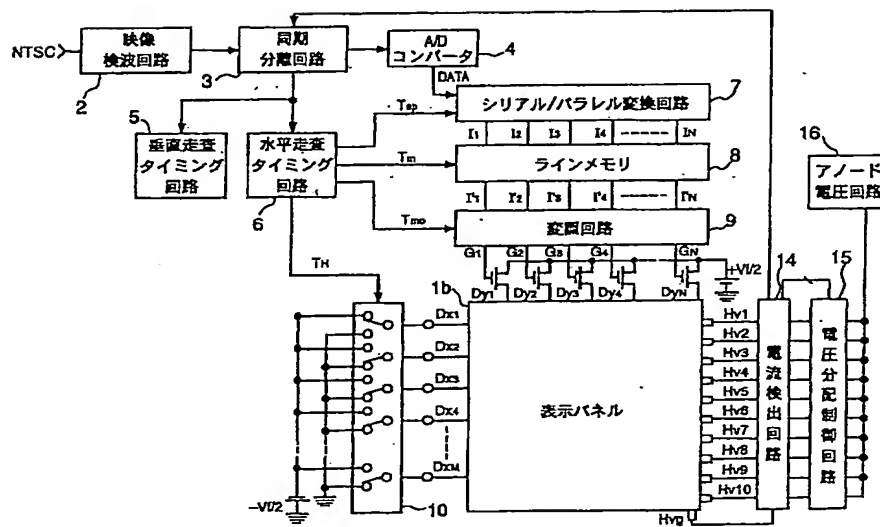 NTSC
映像
検波回路
2
同期
分離回路
3
A/D
コンバータ
4
DATA
5
垂直走査
タイミング
回路
水平走査
タイミング
回路
6
Tsp
Tm
Tmo
TH
シリアル/パラレル変換回路
7
I1 I2 I3 I4 IN
ラインメモリ
8
I'1 I'2 I'3 I'4 I'N
変調回路
9
G1 G2 G3 G4 GN
+Vf/2
Dy1 Dy2 Dy3 Dy4 DyN
1b
表示パネル
Dx1
Dx2
Dx3
Dx4
DxM
−Vf/2
10
Hv1
Hv2
Hv3
Hv4
Hv5
Hv6
Hv7
Hv8
Hv9
Hv10
Hvg
14
電流検出回路
15
電圧分配制御回路
16
アノード
電圧回路